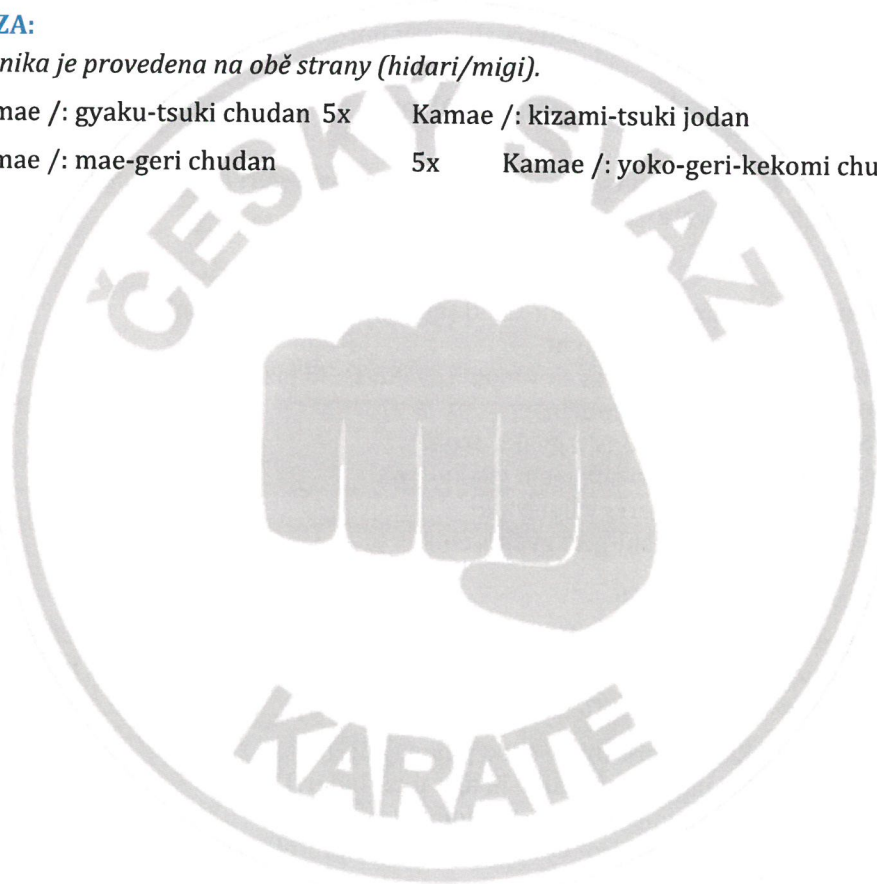 ZA:
nika je provedena na obě strany (hidari/migi).
mae /: gyaku-tsuki chudan 5x Kamae /: kizami-tsuki jodan
mae /: mae-geri chudan 5x Kamae /: yoko-geri-kekomi chu
ČESKÝ SVAZ
KARATE